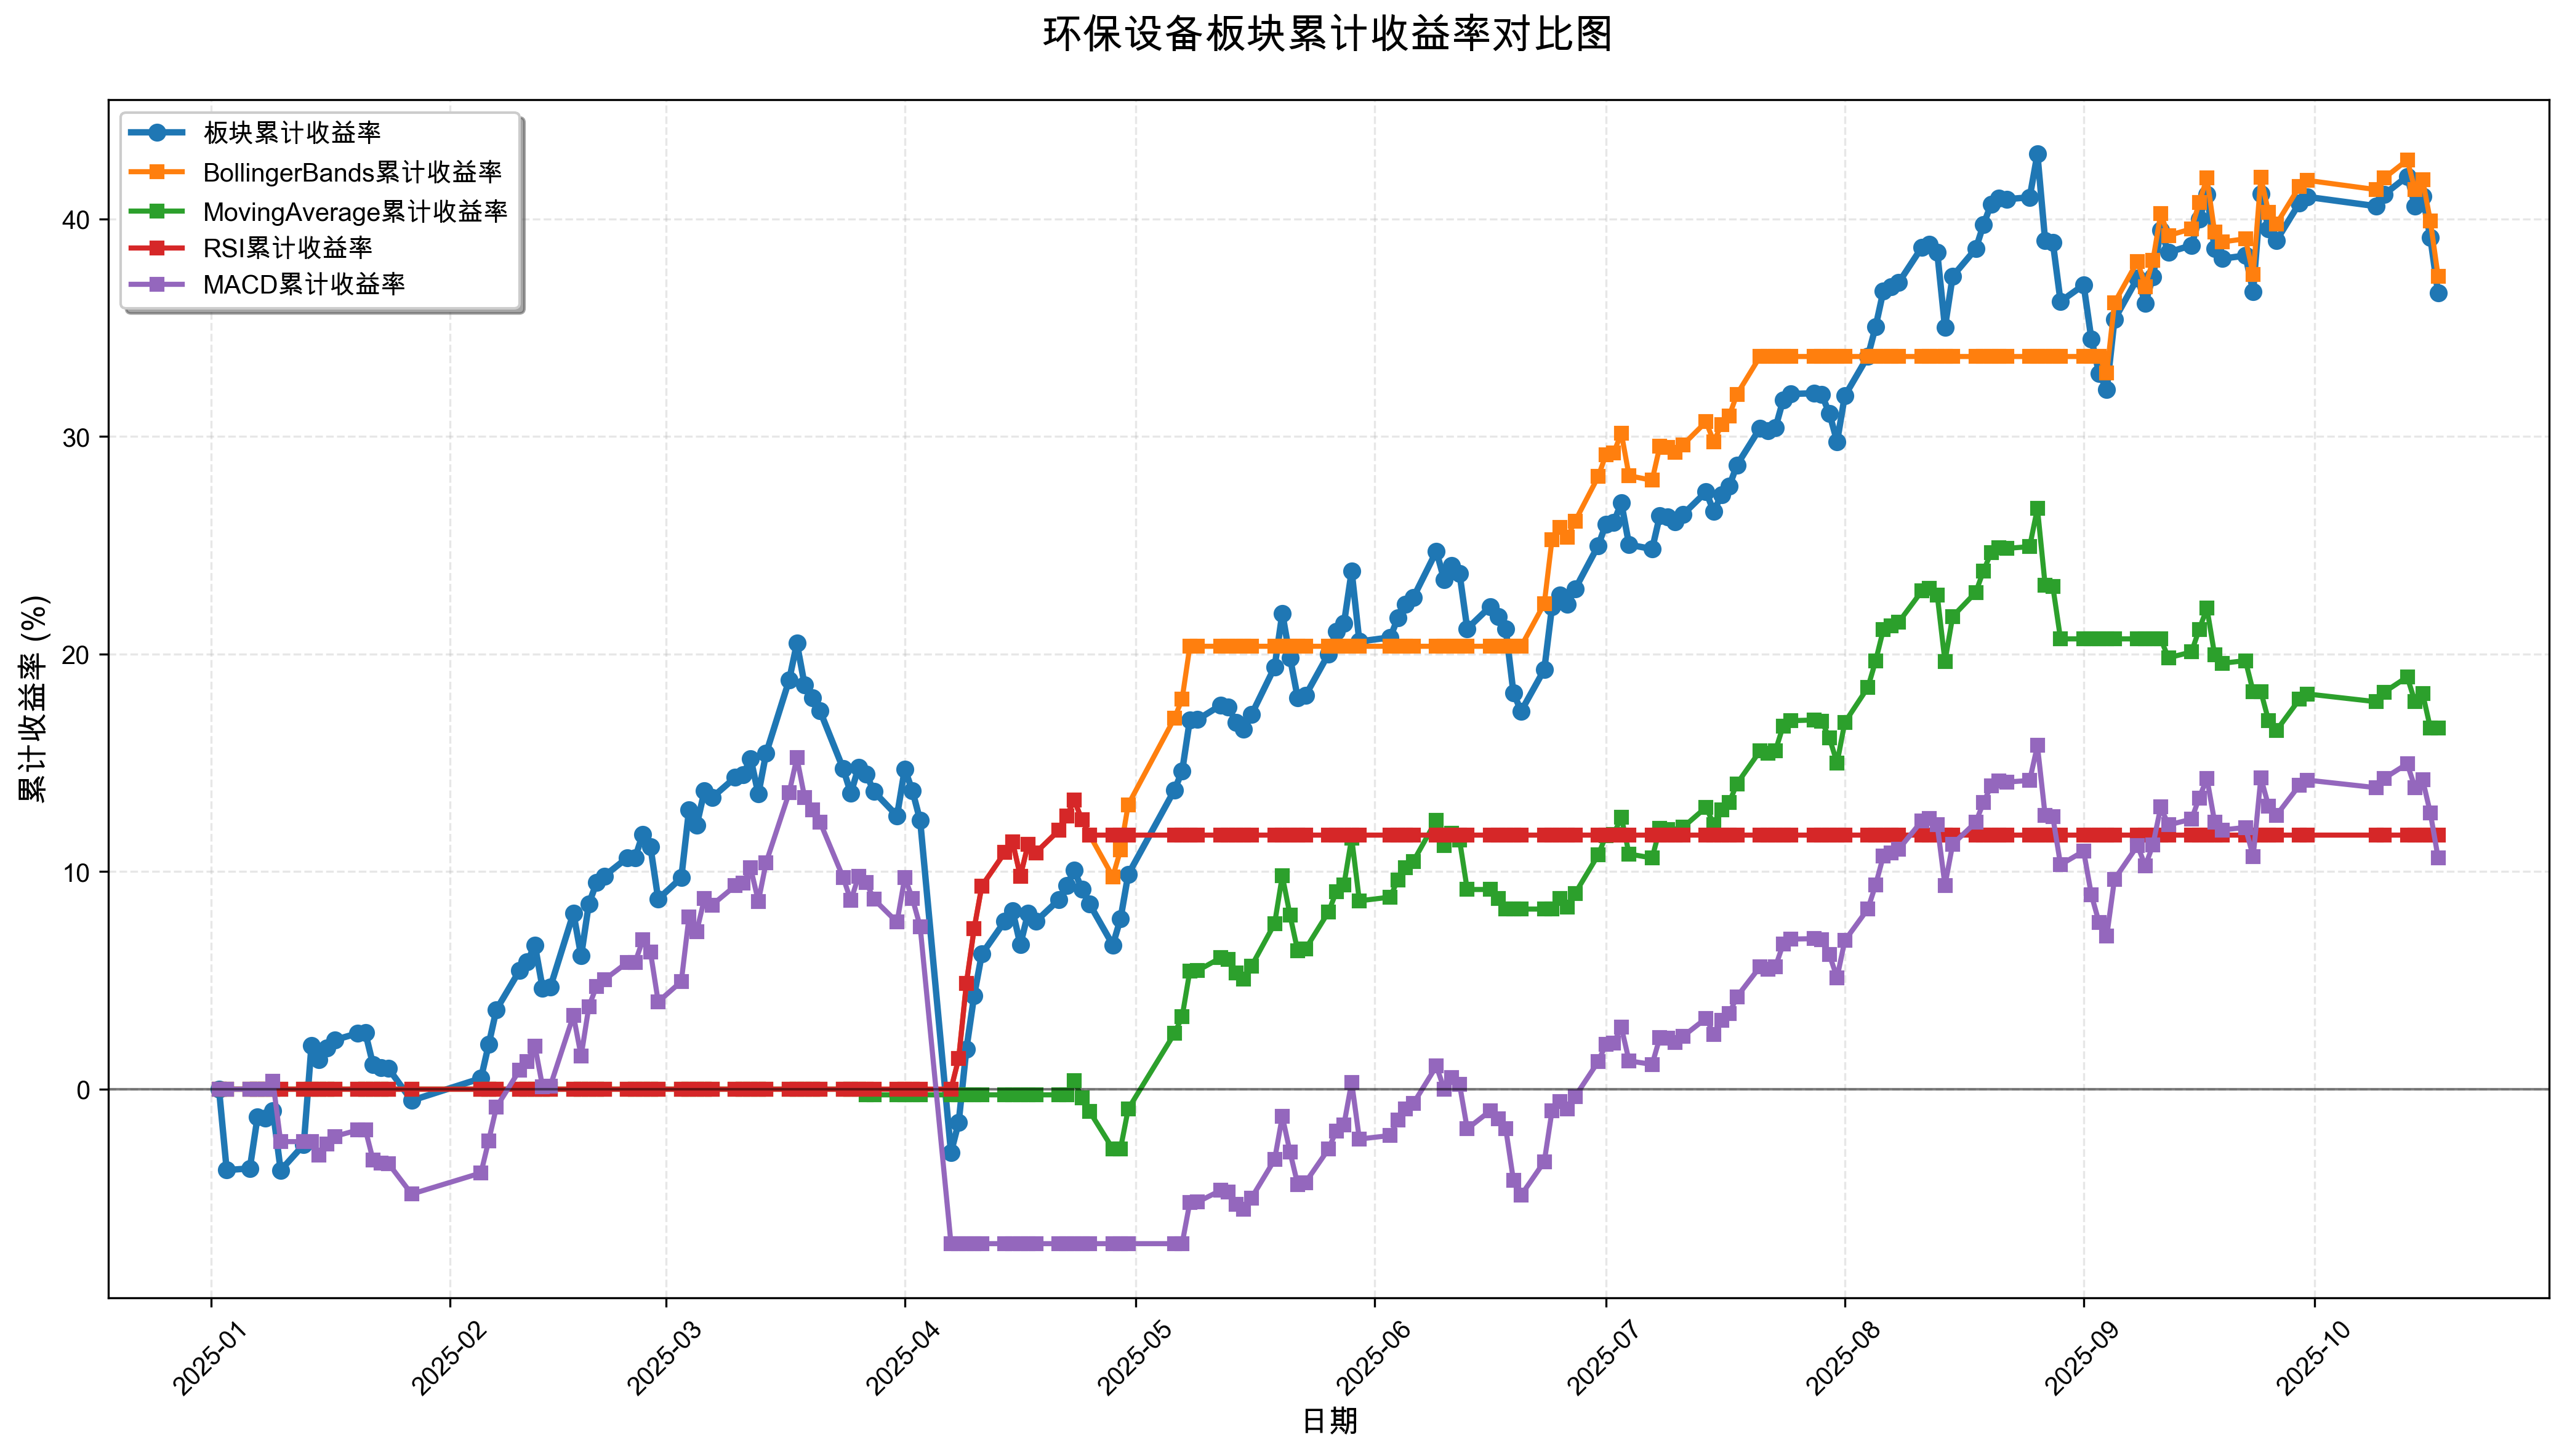 环保设备板块累计收益率对比图
板块累计收益率
BollingerBands累计收益率
MovingAverage累计收益率
RSI累计收益率
MACD累计收益率
累计收益率 (%)
40
30
20
10
0
2025-01
2025-02
2025-03
2025-04
2025-05
2025-06
2025-07
2025-08
2025-09
2025-10
日期